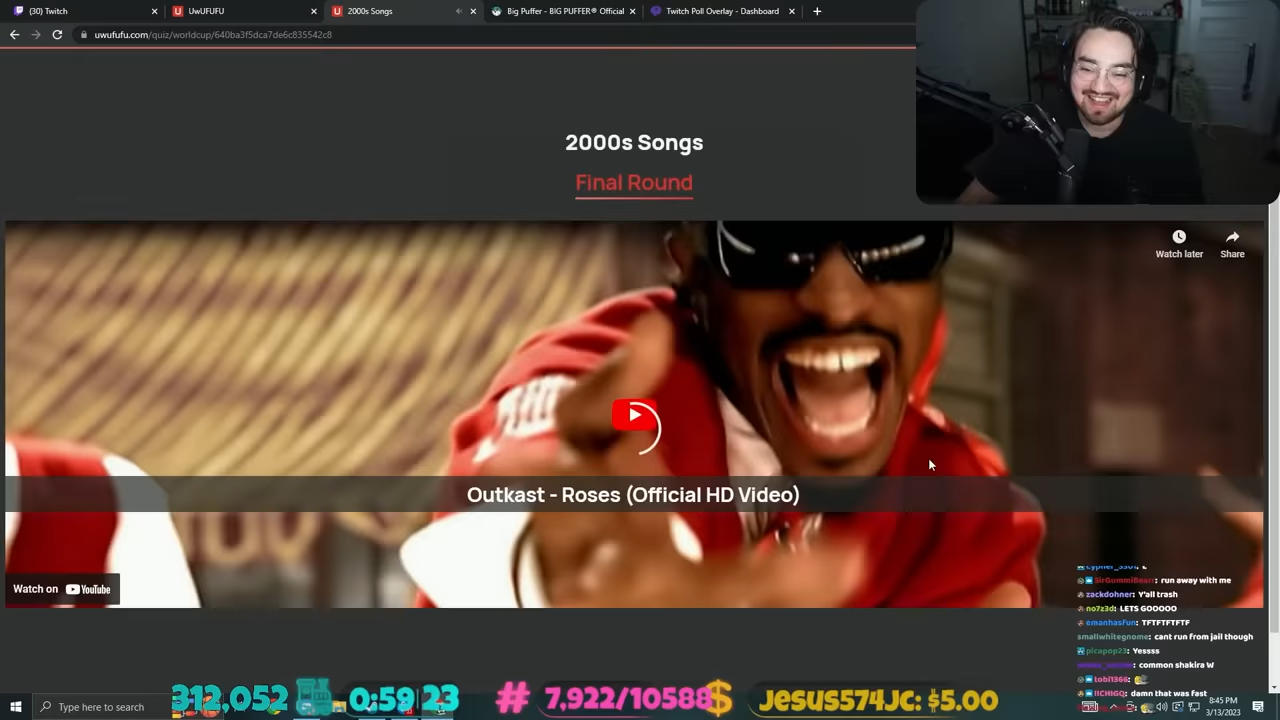 (30) Twitch
UwUFUFU
2000s Songs
Big Puffer - BIG PUFFER® Official
Twitch Poll Overlay - Dashboard
uwufufu.com/quiz/worldcup/640ba3f5dca7de6c835542c8
2000s Songs
Final Round
Watch later
Share
Outkast - Roses (Official HD Video)
Watch on YouTube
SirGummiBearr: run away with me
zackdohner: Y'all trash
no7z3d: LETS GOOOOO
emanhasfun: TFTFTFTFTF
smallwhitegnome: cant run from jail though
picapop23: Yessss
common shakira W
tobi1366:
IICHIGQ: damn that was fast
312,052
0:59:23
# 7,922/10588
$ Jesus574JC: $5.00
Type here to search
8:45 PM
3/13/2023